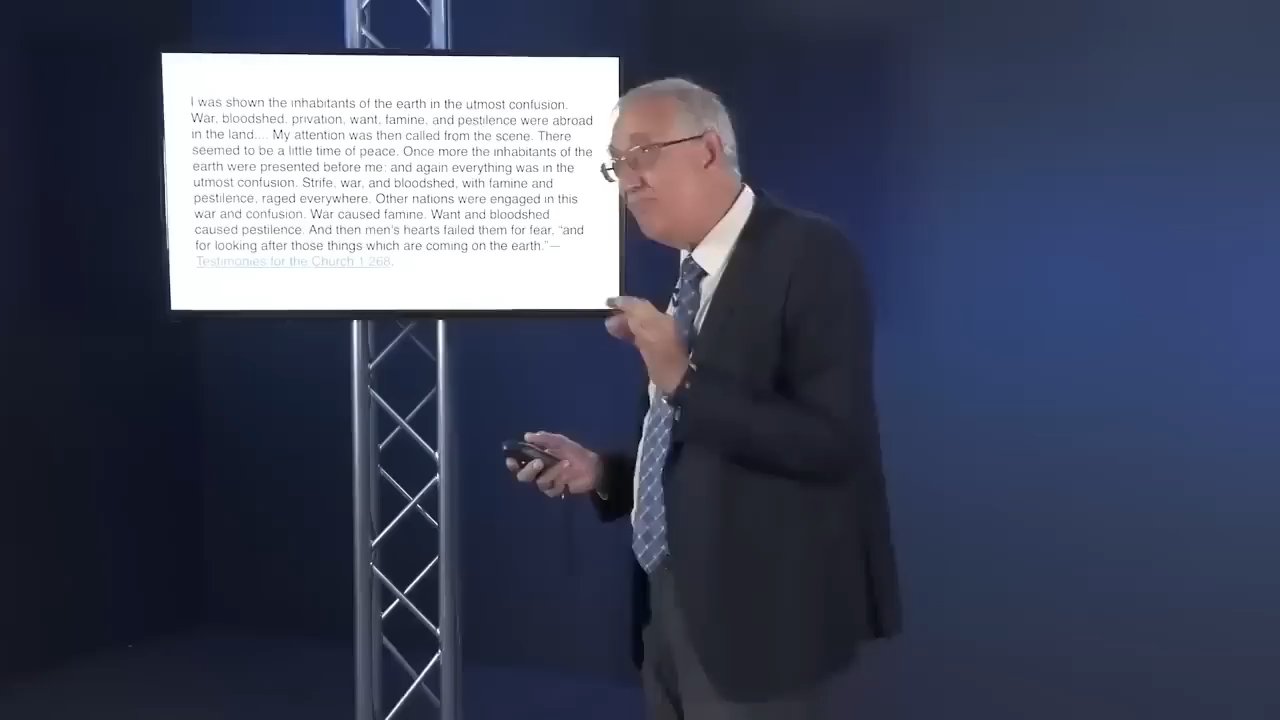 I was shown the inhabitants of the earth in the utmost confusion.
War, bloodshed, privation, want, famine, and pestilence were abroad
in the land.... My attention was then called from the scene. There
seemed to be a little time of peace. Once more the inhabitants of the
earth were presented before me; and again everything was in the
utmost confusion. Strife, war, and bloodshed, with famine and
pestilence, raged everywhere. Other nations were engaged in this
war and confusion. War caused famine. Want and bloodshed
caused pestilence. And then men's hearts failed them for fear, "and
for looking after those things which are coming on the earth."—
Testimonies for the Church 1 268.